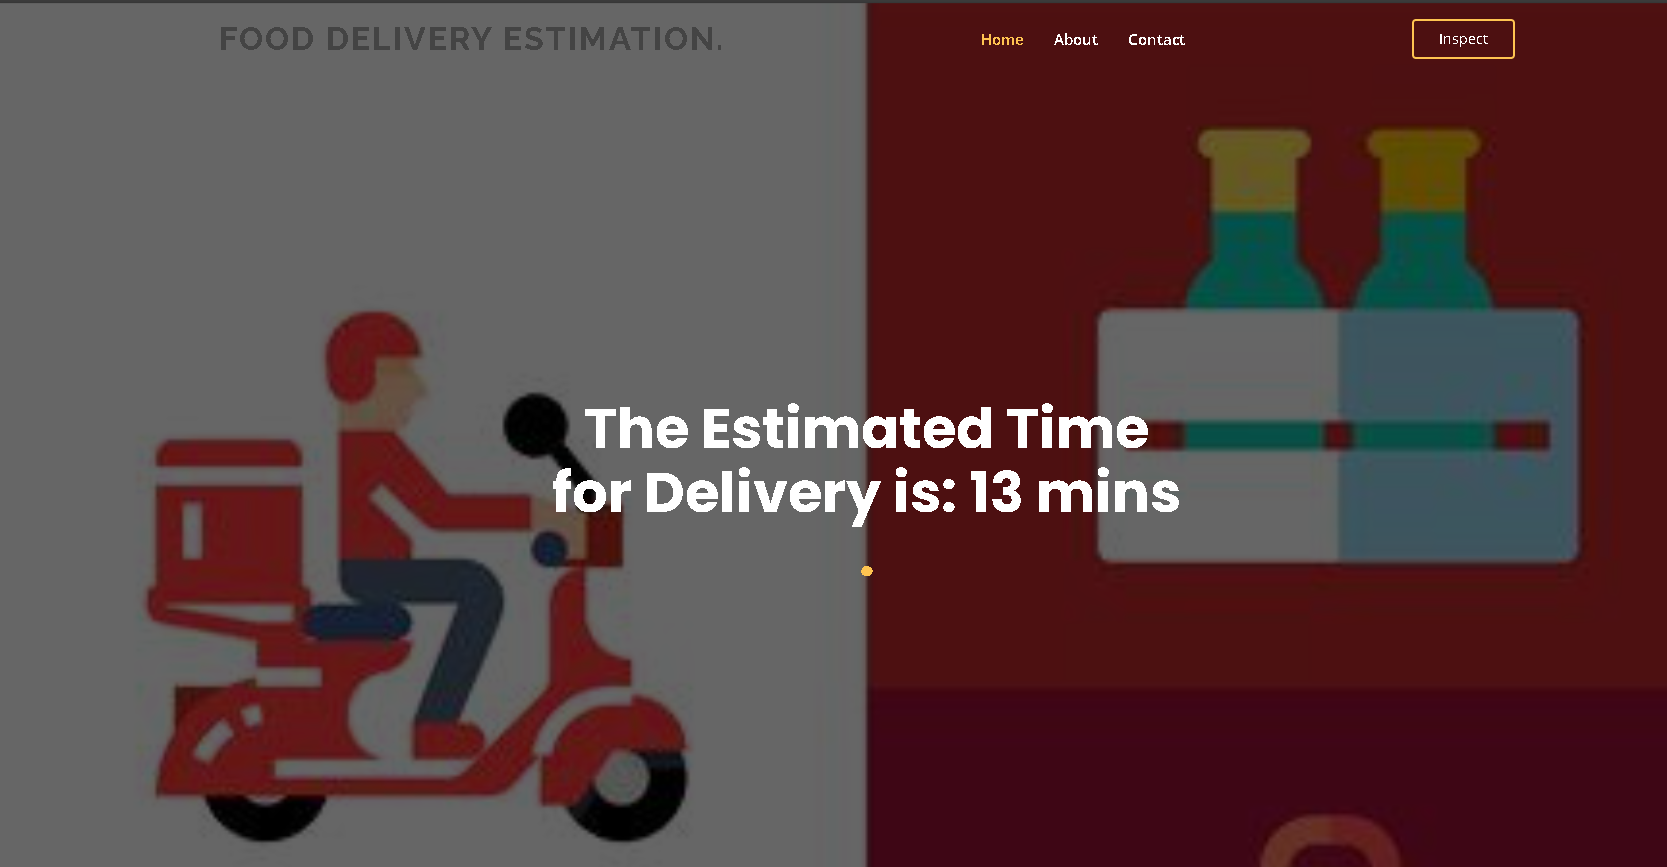 FOOD DELIVERY ESTIMATION.
Home About Contact
Inspect
The Estimated Time
for Delivery is: 13 mins